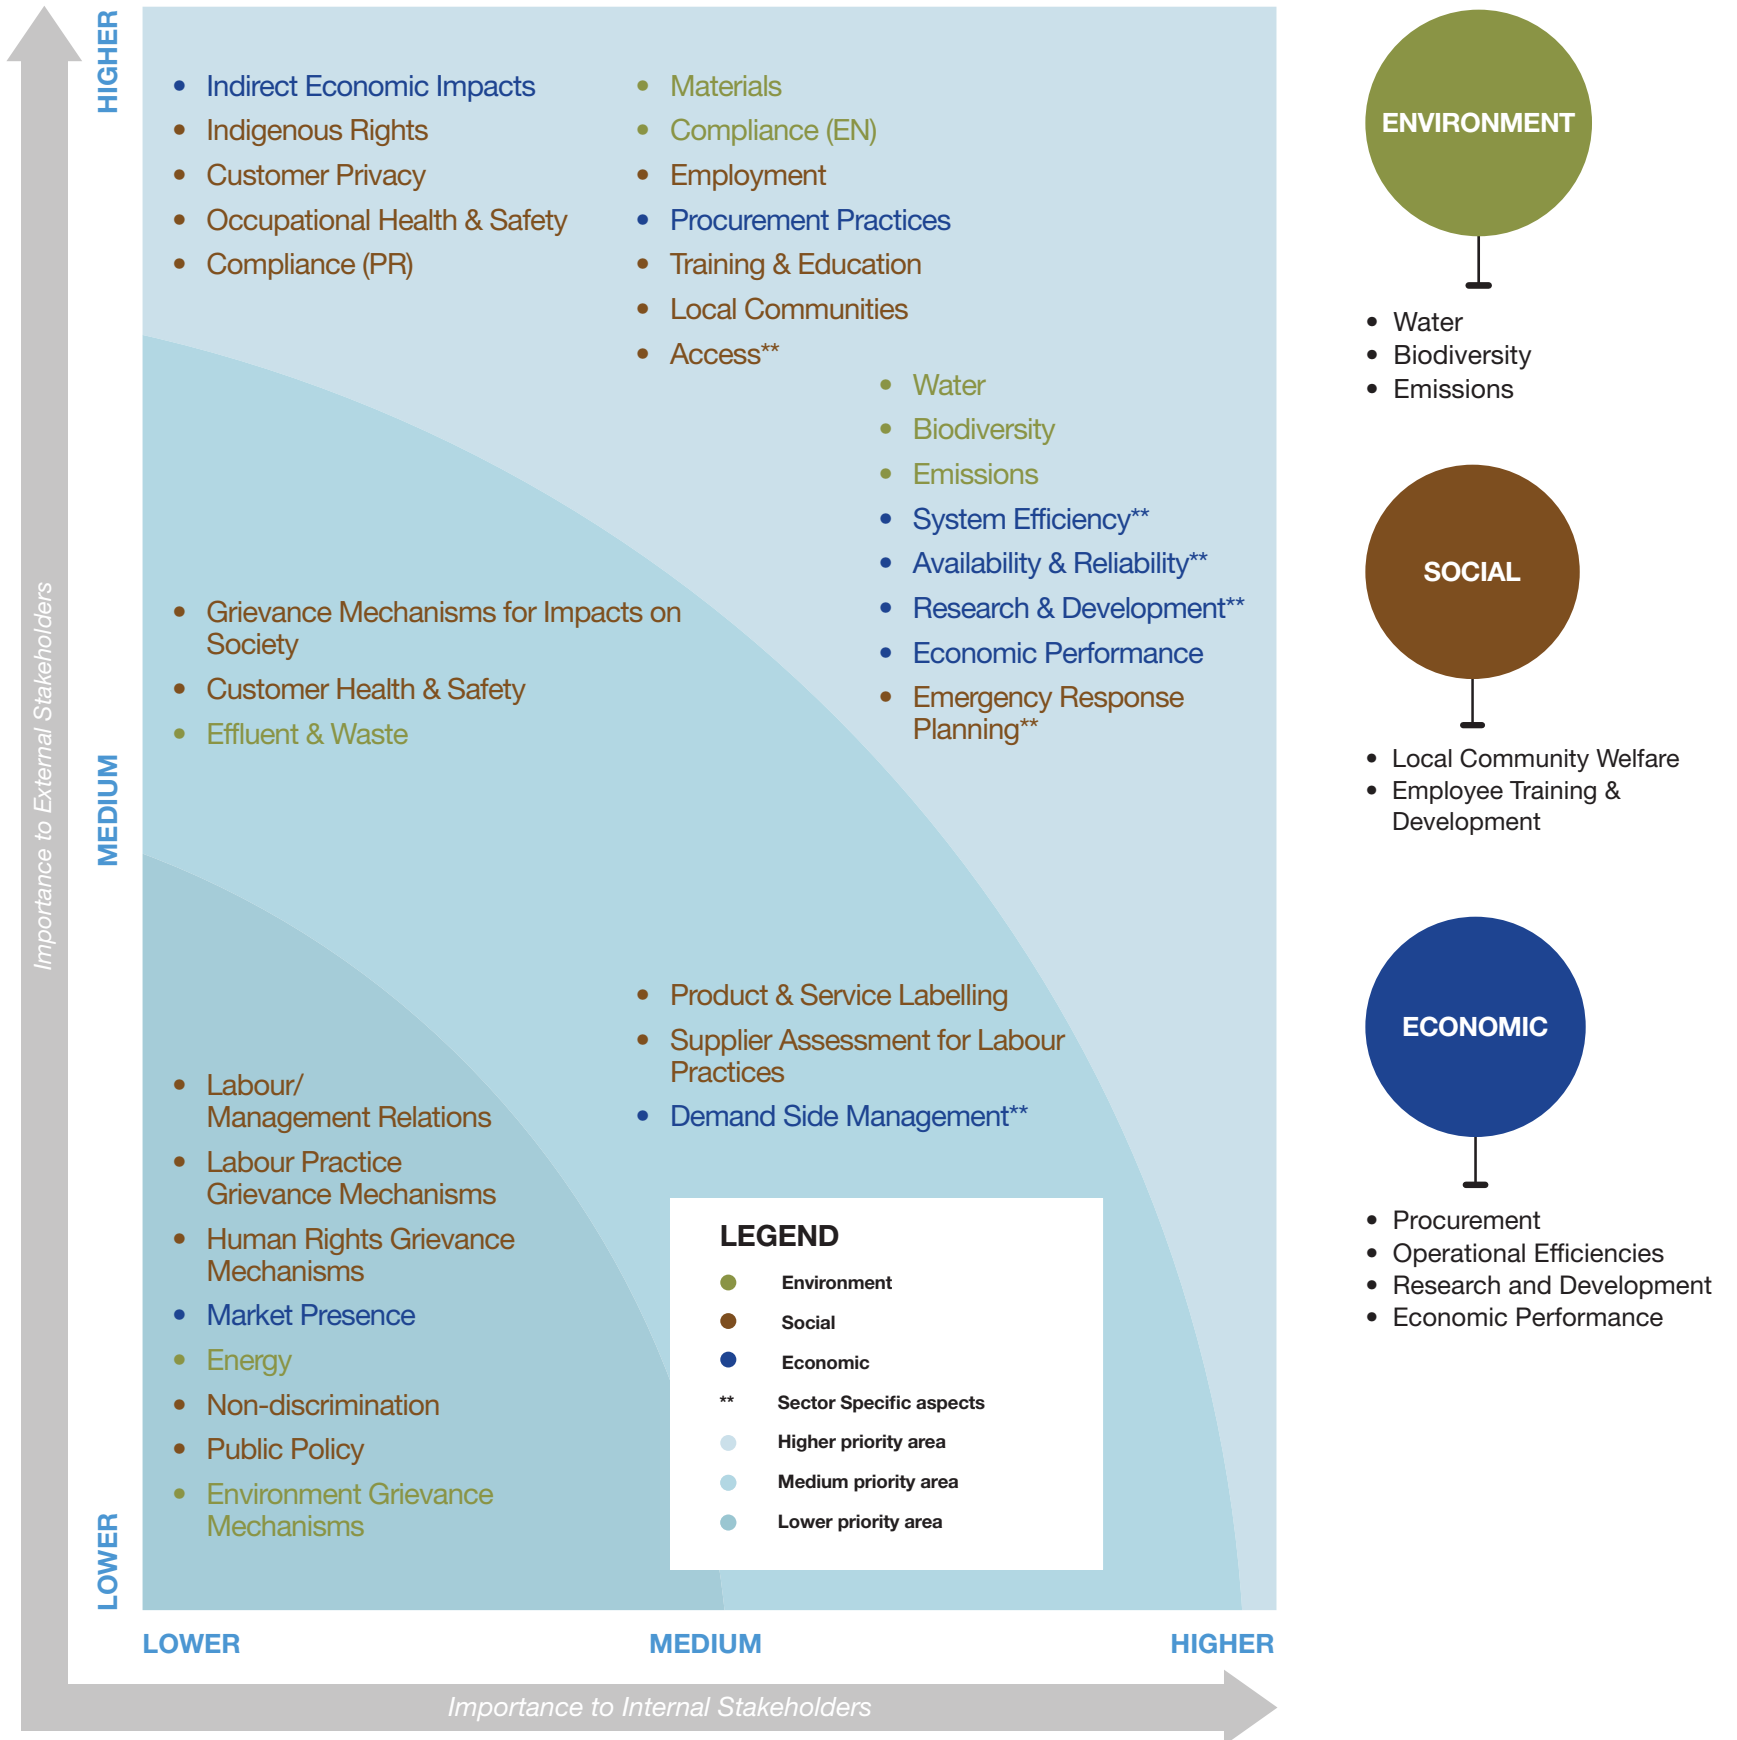 HIGHER
MEDIUM
LOWER
Importance to External Stakeholders
• Indirect Economic Impacts
• Indigenous Rights
• Customer Privacy
• Occupational Health & Safety
• Compliance (PR)
• Materials
• Compliance (EN)
• Employment
• Procurement Practices
• Training & Education
• Local Communities
• Access**
• Water
• Biodiversity
• Emissions
• System Efficiency**
• Availability & Reliability**
• Research & Development**
• Economic Performance
• Emergency Response
Planning**
• Grievance Mechanisms for Impacts on
Society
• Customer Health & Safety
• Effluent & Waste
• Product & Service Labelling
• Supplier Assessment for Labour
Practices
• Demand Side Management**
• Labour/
Management Relations
• Labour Practice
Grievance Mechanisms
• Human Rights Grievance
Mechanisms
• Market Presence
• Energy
• Non-discrimination
• Public Policy
• Environment Grievance
Mechanisms
LEGEND
Environment
Social
Economic
** Sector Specific aspects
Higher priority area
Medium priority area
Lower priority area
LOWER
MEDIUM
HIGHER
Importance to Internal Stakeholders
ENVIRONMENT
• Water
• Biodiversity
• Emissions
SOCIAL
• Local Community Welfare
• Employee Training &
Development
ECONOMIC
• Procurement
• Operational Efficiencies
• Research and Development
• Economic Performance